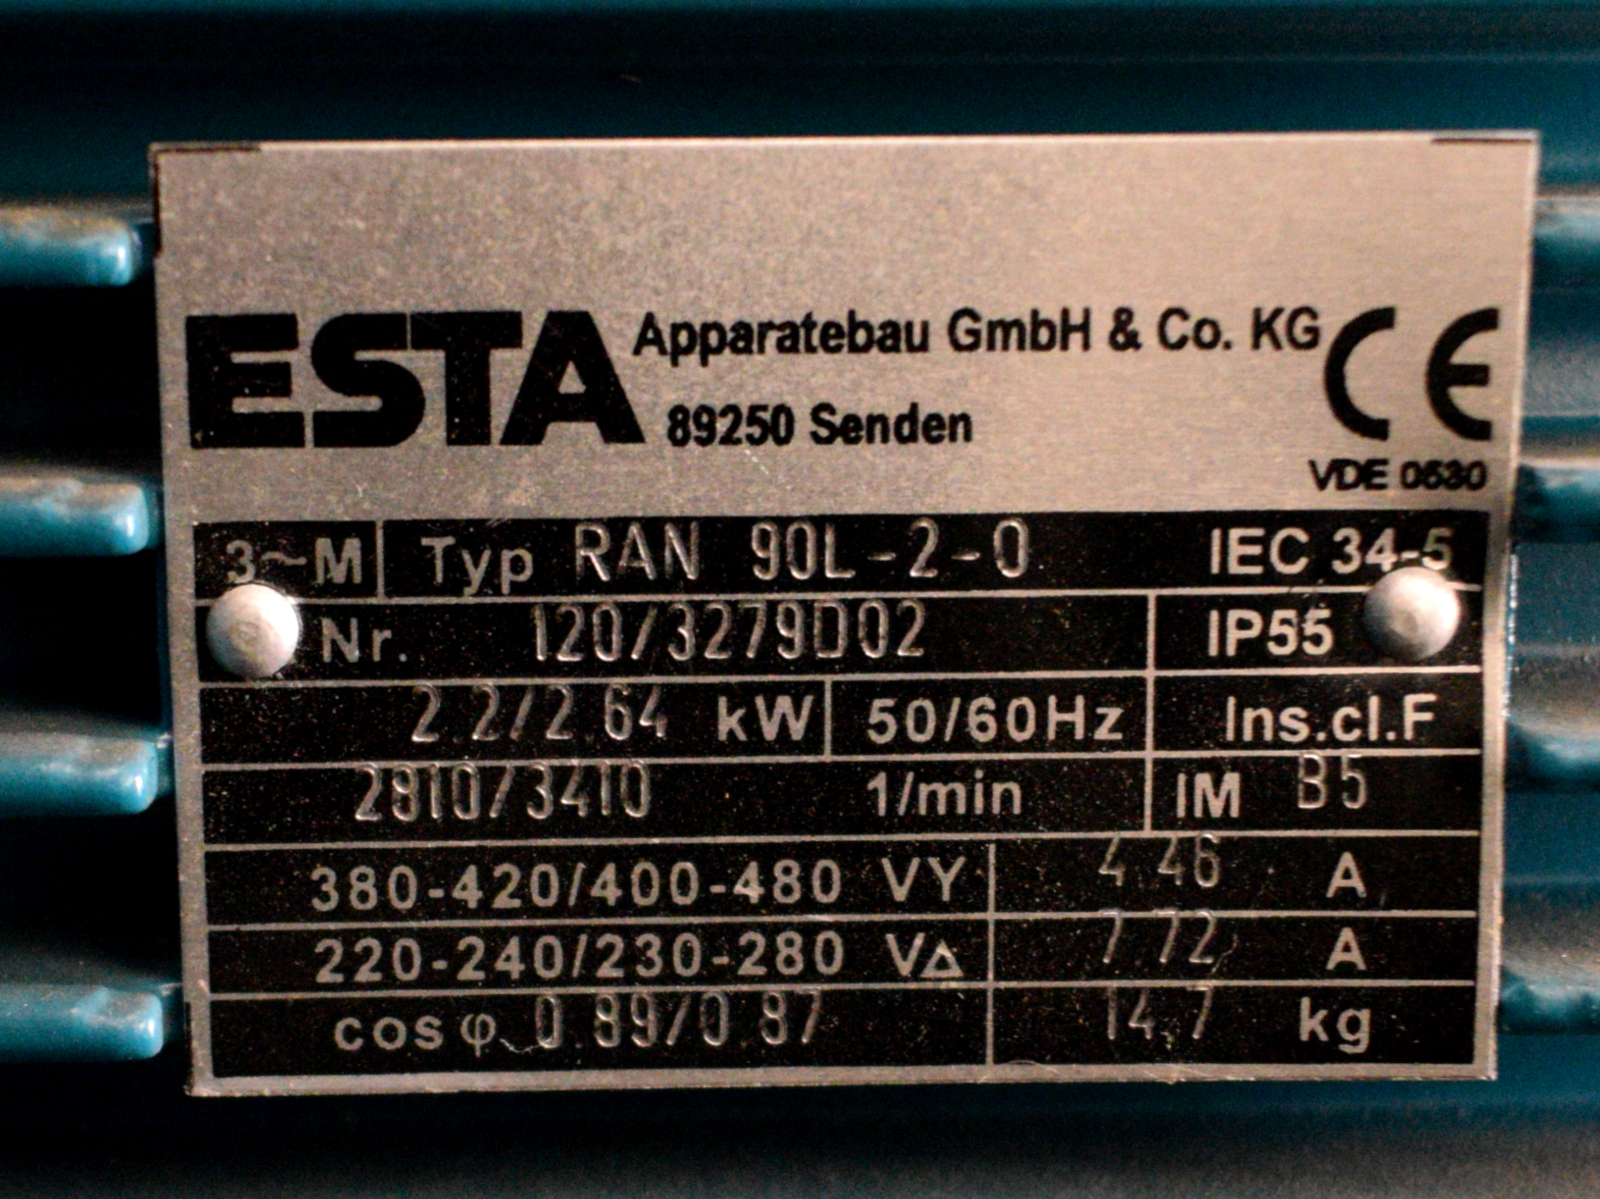 ESTA Apparatebau GmbH & Co. KG CE
89250 Senden
VDE 0530
3~M Typ RAN 90L-2-0 IEC 34-5
Nr. 120/3279D02 IP55
2.2/2.64 kW 50/60Hz Ins.cl.F
2810/3410 1/min IM B5
380-420/400-480 VY 4.46 A
220-240/230-280 VΔ 7.72 A
cos φ 0.89/0.87 14.7 kg